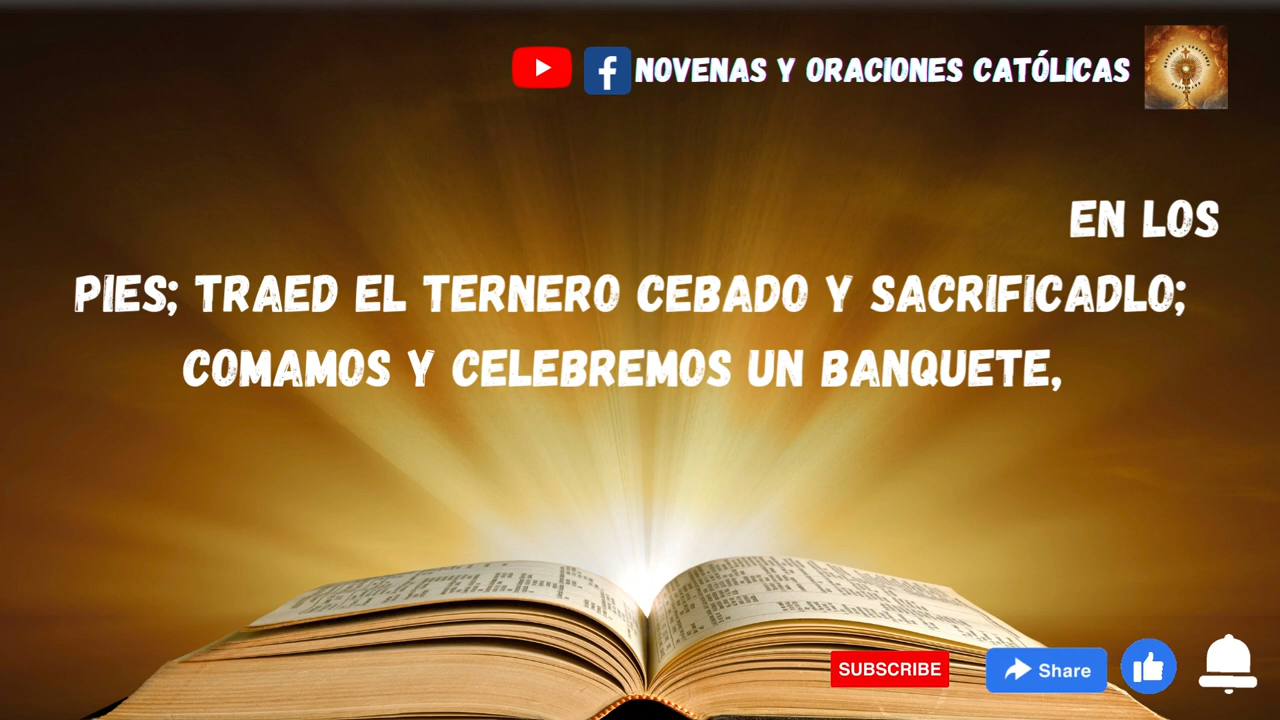 NOVENAS Y ORACIONES CATÓLICAS
EN LOS
PIES; TRAED EL TERNERO CEBADO Y SACRIFICADLO;
COMAMOS Y CELEBREMOS UN BANQUETE,
SUBSCRIBE
Share